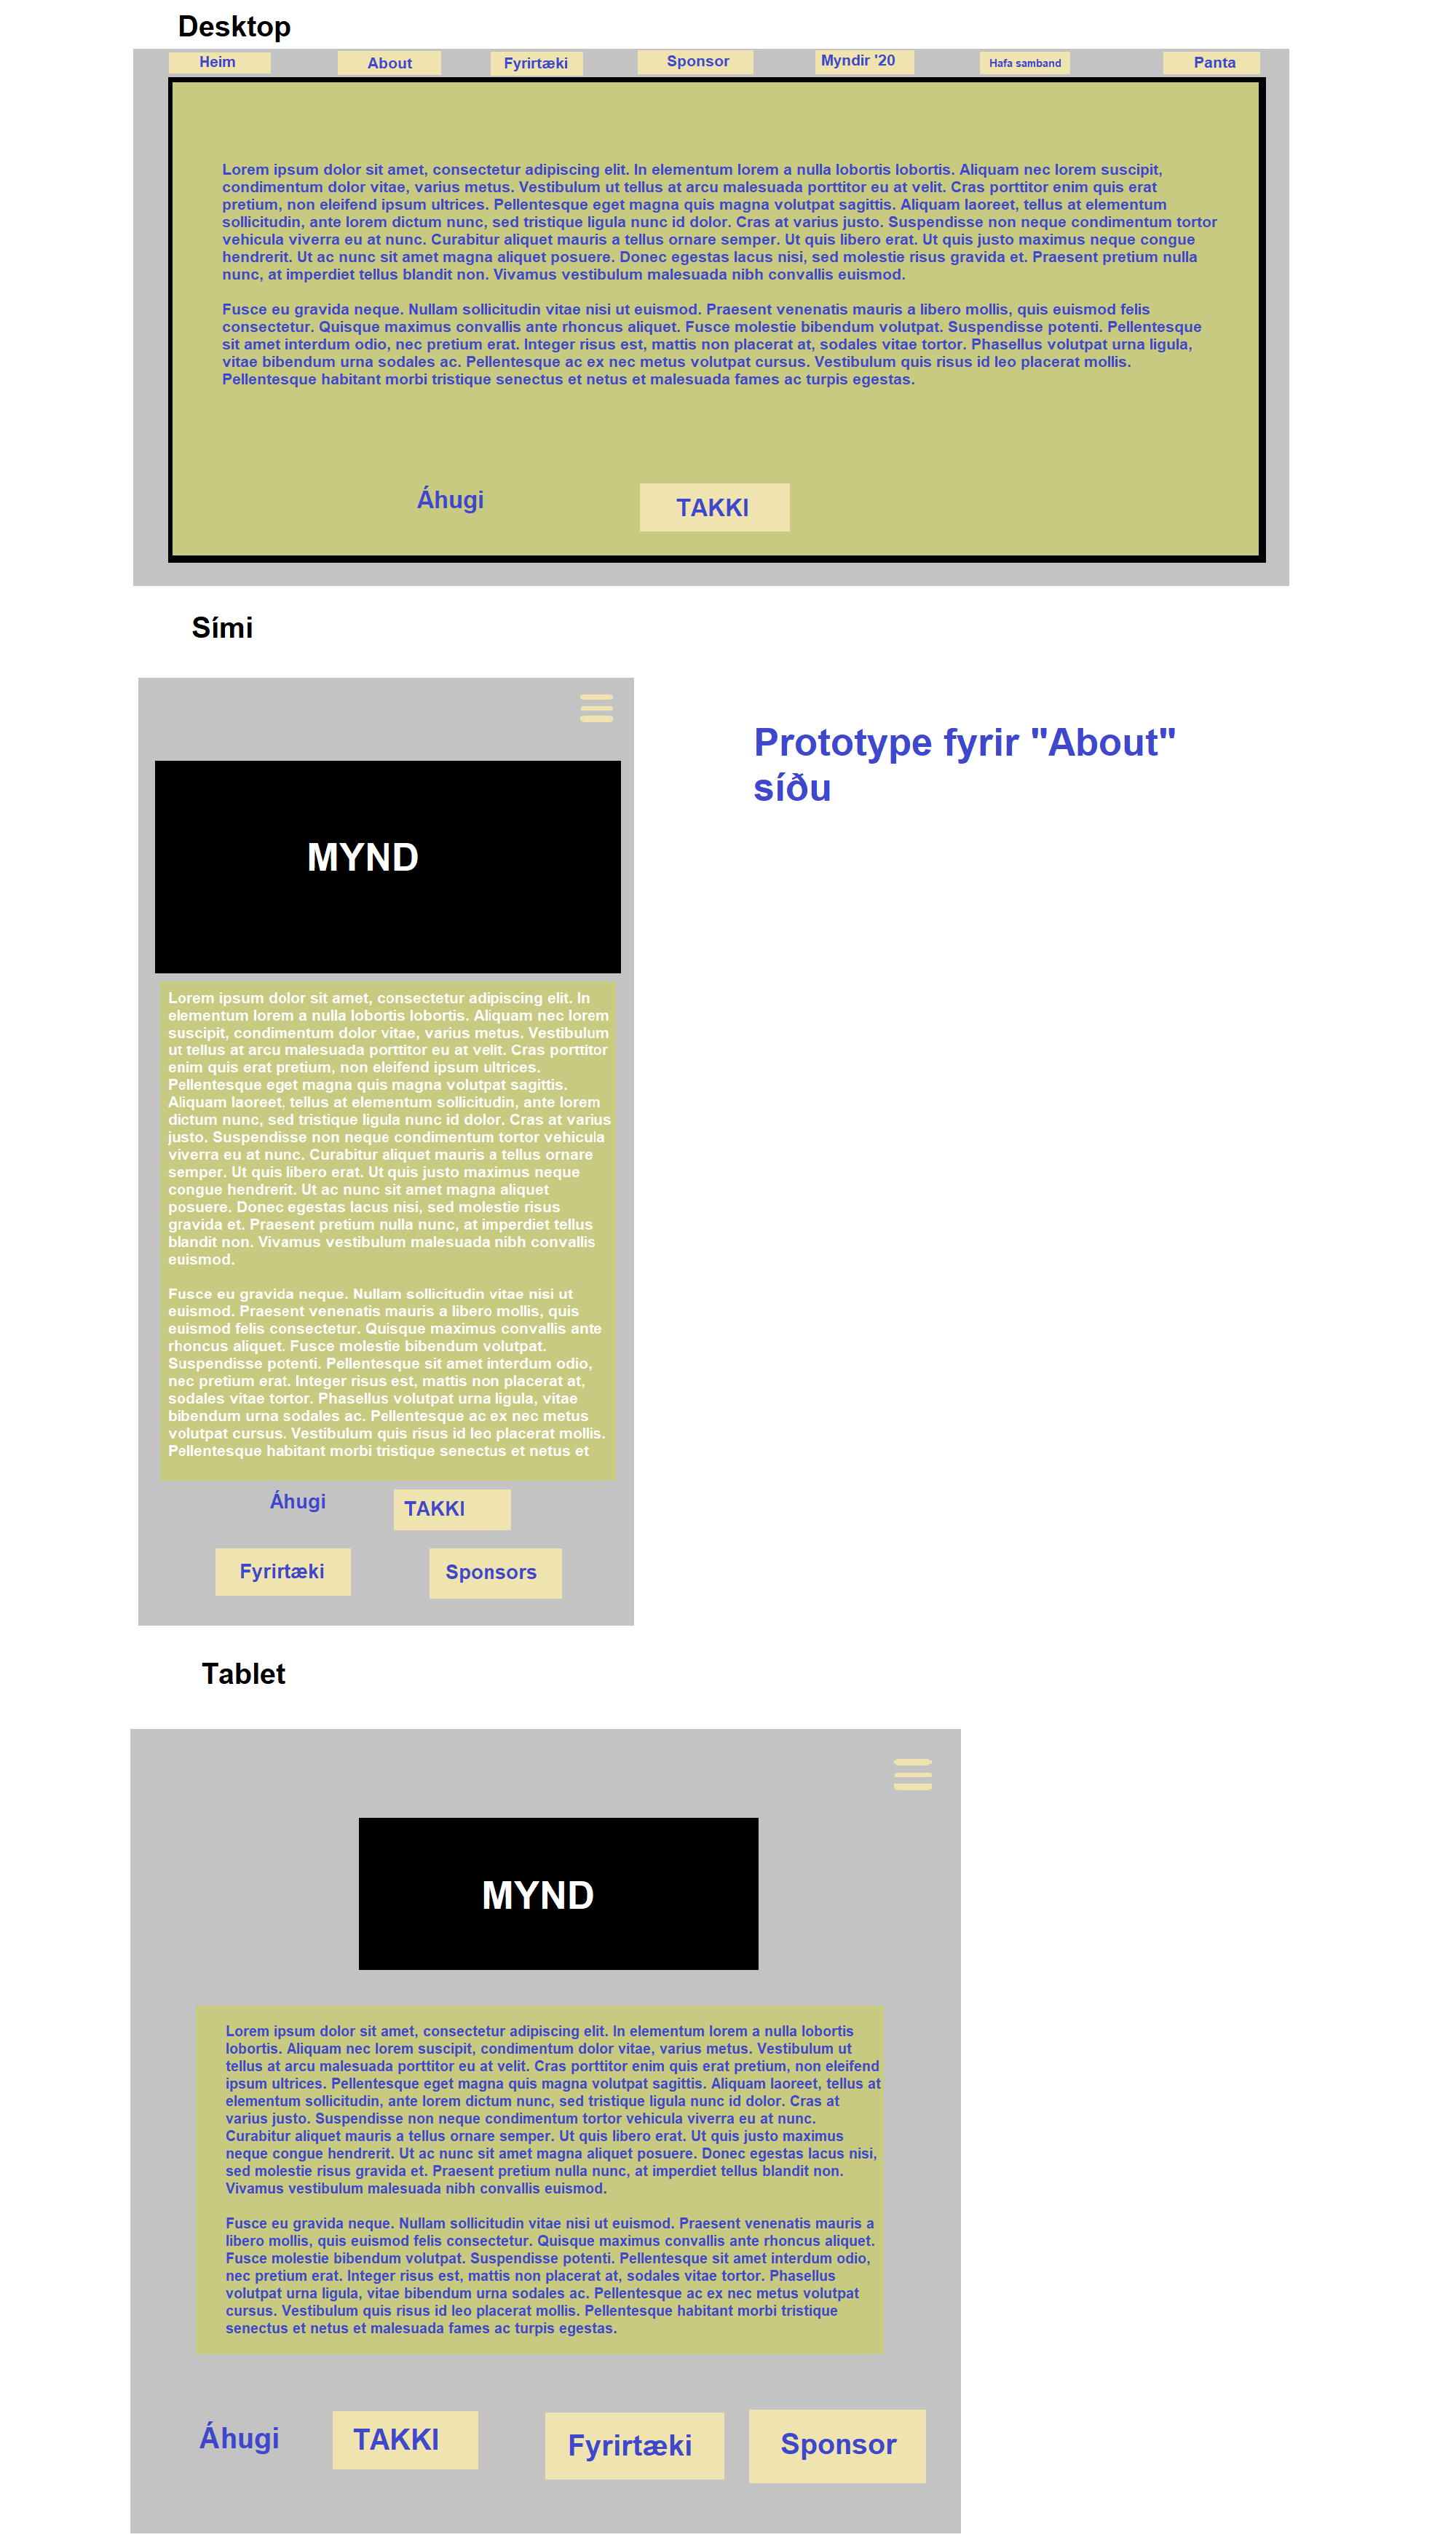 Desktop
Heim About Fyrirtæki Sponsor Myndir '20 Hafa samband Panta
Lorem ipsum dolor sit amet, consectetur adipiscing elit. In elementum lorem a nulla lobortis lobortis. Aliquam nec lorem suscipit,
condimentum dolor vitae, varius metus. Vestibulum ut tellus at arcu malesuada porttitor eu at velit. Cras porttitor enim quis erat
pretium, non eleifend ipsum ultrices. Pellentesque eget magna quis magna volutpat sagittis. Aliquam laoreet, tellus at elementum
sollicitudin, ante lorem dictum nunc, sed tristique ligula nunc id dolor. Cras at varius justo. Suspendisse non neque condimentum tortor
vehicula viverra eu at nunc. Curabitur aliquet mauris a tellus ornare semper. Ut quis libero erat. Ut quis justo maximus neque congue
hendrerit. Ut ac nunc sit amet magna aliquet posuere. Donec egestas lacus nisi, sed molestie risus gravida et. Praesent pretium nulla
nunc, at imperdiet tellus blandit non. Vivamus vestibulum malesuada nibh convallis euismod.
Fusce eu gravida neque. Nullam sollicitudin vitae nisi ut euismod. Praesent venenatis mauris a libero mollis, quis euismod felis
consectetur. Quisque maximus convallis ante rhoncus aliquet. Fusce molestie bibendum volutpat. Suspendisse potenti. Pellentesque
sit amet interdum odio, nec pretium erat. Integer risus est, mattis non placerat at, sodales vitae tortor. Phasellus volutpat urna ligula,
vitae bibendum urna sodales ac. Pellentesque ac ex nec metus volutpat cursus. Vestibulum quis risus id leo placerat mollis.
Pellentesque habitant morbi tristique senectus et netus et malesuada fames ac turpis egestas.
Áhugi TAKKI
Sími
Prototype fyrir "About"
síðu
MYND
Lorem ipsum dolor sit amet, consectetur adipiscing elit. In
elementum lorem a nulla lobortis lobortis. Aliquam nec lorem
suscipit, condimentum dolor vitae, varius metus. Vestibulum
ut tellus at arcu malesuada porttitor eu at velit. Cras porttitor
enim quis erat pretium, non eleifend ipsum ultrices.
Pellentesque eget magna quis magna volutpat sagittis.
Aliquam laoreet, tellus at elementum sollicitudin, ante lorem
dictum nunc, sed tristique ligula nunc id dolor. Cras at varius
justo. Suspendisse non neque condimentum tortor vehicula
viverra eu at nunc. Curabitur aliquet mauris a tellus ornare
semper. Ut quis libero erat. Ut quis justo maximus neque
congue hendrerit. Ut ac nunc sit amet magna aliquet
posuere. Donec egestas lacus nisi, sed molestie risus
gravida et. Praesent pretium nulla nunc, at imperdiet tellus
blandit non. Vivamus vestibulum malesuada nibh convallis
euismod.
Fusce eu gravida neque. Nullam sollicitudin vitae nisi ut
euismod. Praesent venenatis mauris a libero mollis, quis
euismod felis consectetur. Quisque maximus convallis ante
rhoncus aliquet. Fusce molestie bibendum volutpat.
Suspendisse potenti. Pellentesque sit amet interdum odio,
nec pretium erat. Integer risus est, mattis non placerat at,
sodales vitae tortor. Phasellus volutpat urna ligula, vitae
bibendum urna sodales ac. Pellentesque ac ex nec metus
volutpat cursus. Vestibulum quis risus id leo placerat mollis.
Pellentesque habitant morbi tristique senectus et netus et
Áhugi TAKKI
Fyrirtæki Sponsors
Tablet
MYND
Lorem ipsum dolor sit amet, consectetur adipiscing elit. In elementum lorem a nulla lobortis
lobortis. Aliquam nec lorem suscipit, condimentum dolor vitae, varius metus. Vestibulum ut
tellus at arcu malesuada porttitor eu at velit. Cras porttitor enim quis erat pretium, non eleifend
ipsum ultrices. Pellentesque eget magna quis magna volutpat sagittis. Aliquam laoreet, tellus at
elementum sollicitudin, ante lorem dictum nunc, sed tristique ligula nunc id dolor. Cras at
varius justo. Suspendisse non neque condimentum tortor vehicula viverra eu at nunc.
Curabitur aliquet mauris a tellus ornare semper. Ut quis libero erat. Ut quis justo maximus
neque congue hendrerit. Ut ac nunc sit amet magna aliquet posuere. Donec egestas lacus nisi,
sed molestie risus gravida et. Praesent pretium nulla nunc, at imperdiet tellus blandit non.
Vivamus vestibulum malesuada nibh convallis euismod.
Fusce eu gravida neque. Nullam sollicitudin vitae nisi ut euismod. Praesent venenatis mauris a
libero mollis, quis euismod felis consectetur. Quisque maximus convallis ante rhoncus aliquet.
Fusce molestie bibendum volutpat. Suspendisse potenti. Pellentesque sit amet interdum odio,
nec pretium erat. Integer risus est, mattis non placerat at, sodales vitae tortor. Phasellus
volutpat urna ligula, vitae bibendum urna sodales ac. Pellentesque ac ex nec metus volutpat
cursus. Vestibulum quis risus id leo placerat mollis. Pellentesque habitant morbi tristique
senectus et netus et malesuada fames ac turpis egestas.
Áhugi TAKKI Fyrirtæki Sponsor